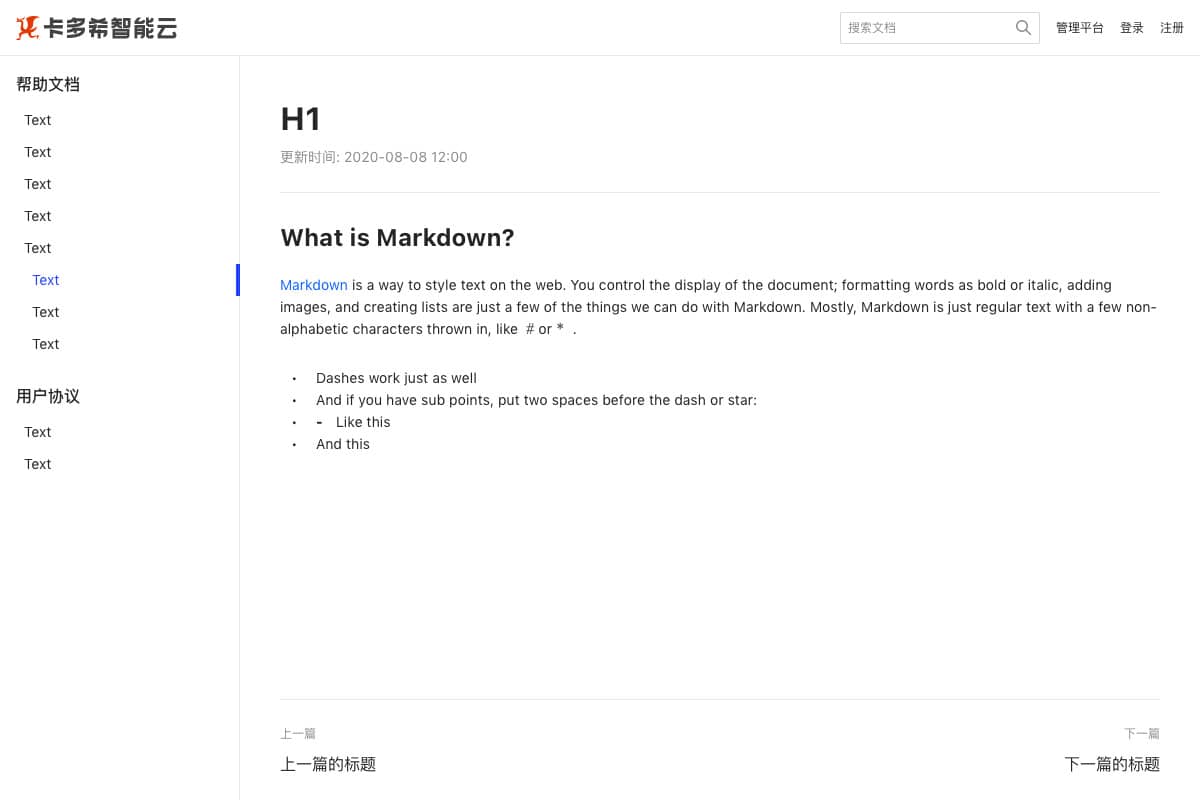 卡多希智能云
搜索文档
管理平台 登录 注册
帮助文档
Text
Text
Text
Text
Text
Text
Text
Text
用户协议
Text
Text
H1
更新时间: 2020-08-08 12:00
What is Markdown?
Markdown is a way to style text on the web. You control the display of the document; formatting words as bold or italic, adding
images, and creating lists are just a few of the things we can do with Markdown. Mostly, Markdown is just regular text with a few non-
alphabetic characters thrown in, like # or * .
• Dashes work just as well
• And if you have sub points, put two spaces before the dash or star:
• - Like this
• And this
上一篇
上一篇的标题
下一篇
下一篇的标题